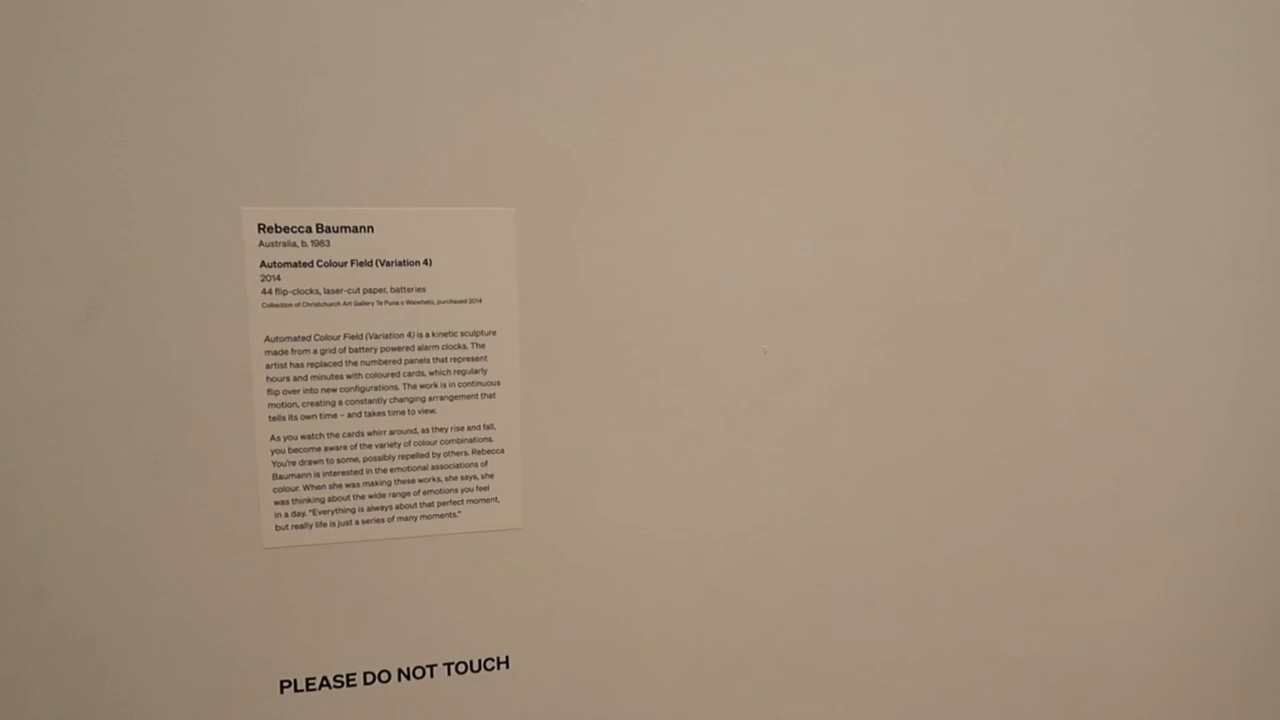 Rebecca Baumann
Australia, b. 1983
Automated Colour Field (Variation 4)
2014
44 flip-clocks, laser-cut paper, batteries
Collection of Christchurch Art Gallery Te Puna o Waiwhetū, purchased 2014
Automated Colour Field (Variation 4) is a kinetic sculpture
made from a grid of battery powered alarm clocks. The
artist has replaced the numbered panels that represent
hours and minutes with coloured cards, which regularly
flip over into new configurations. The work is in continuous
motion, creating a constantly changing arrangement that
tells its own time – and takes time to view.
As you watch the cards whirr around, as they rise and fall,
you become aware of the variety of colour combinations.
You're drawn to some, possibly repelled by others. Rebecca
Baumann is interested in the emotional associations of
colour. When she was making these works, she says, she
was thinking about the wide range of emotions you feel
in a day. "Everything is always about that perfect moment,
but really life is just a series of many moments."
PLEASE DO NOT TOUCH